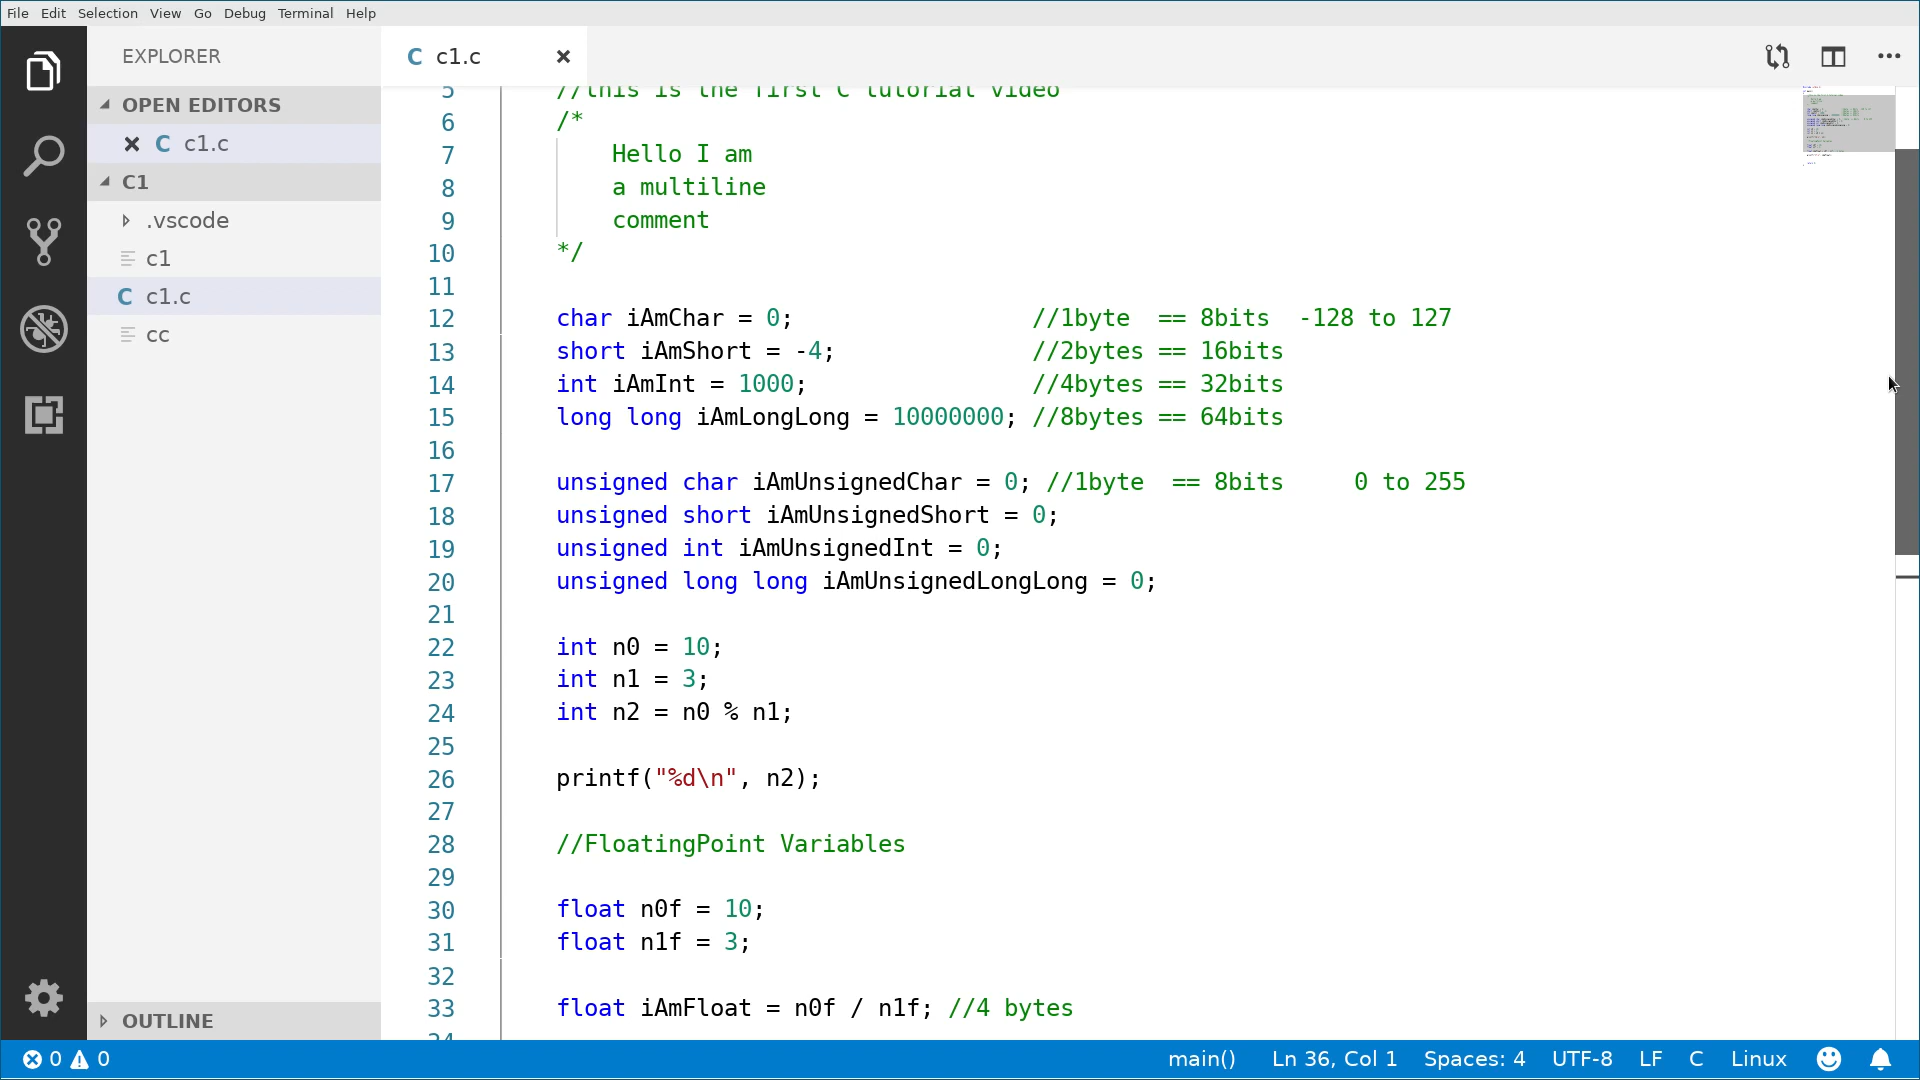 File Edit Selection View Go Debug Terminal Help
EXPLORER
OPEN EDITORS
C c1.c
C1
.vscode
c1
C c1.c
cc
OUTLINE
C c1.c
5 //this is the first C tutorial video
6 /*
7 Hello I am
8 a multiline
9 comment
10 */
11
12 char iAmChar = 0; //1byte == 8bits -128 to 127
13 short iAmShort = -4; //2bytes == 16bits
14 int iAmInt = 1000; //4bytes == 32bits
15 long long iAmLongLong = 10000000; //8bytes == 64bits
16
17 unsigned char iAmUnsignedChar = 0; //1byte == 8bits 0 to 255
18 unsigned short iAmUnsignedShort = 0;
19 unsigned int iAmUnsignedInt = 0;
20 unsigned long long iAmUnsignedLongLong = 0;
21
22 int n0 = 10;
23 int n1 = 3;
24 int n2 = n0 % n1;
25
26 printf("%d\n", n2);
27
28 //FloatingPoint Variables
29
30 float n0f = 10;
31 float n1f = 3;
32
33 float iAmFloat = n0f / n1f; //4 bytes
0 0 main() Ln 36, Col 1 Spaces: 4 UTF-8 LF C Linux